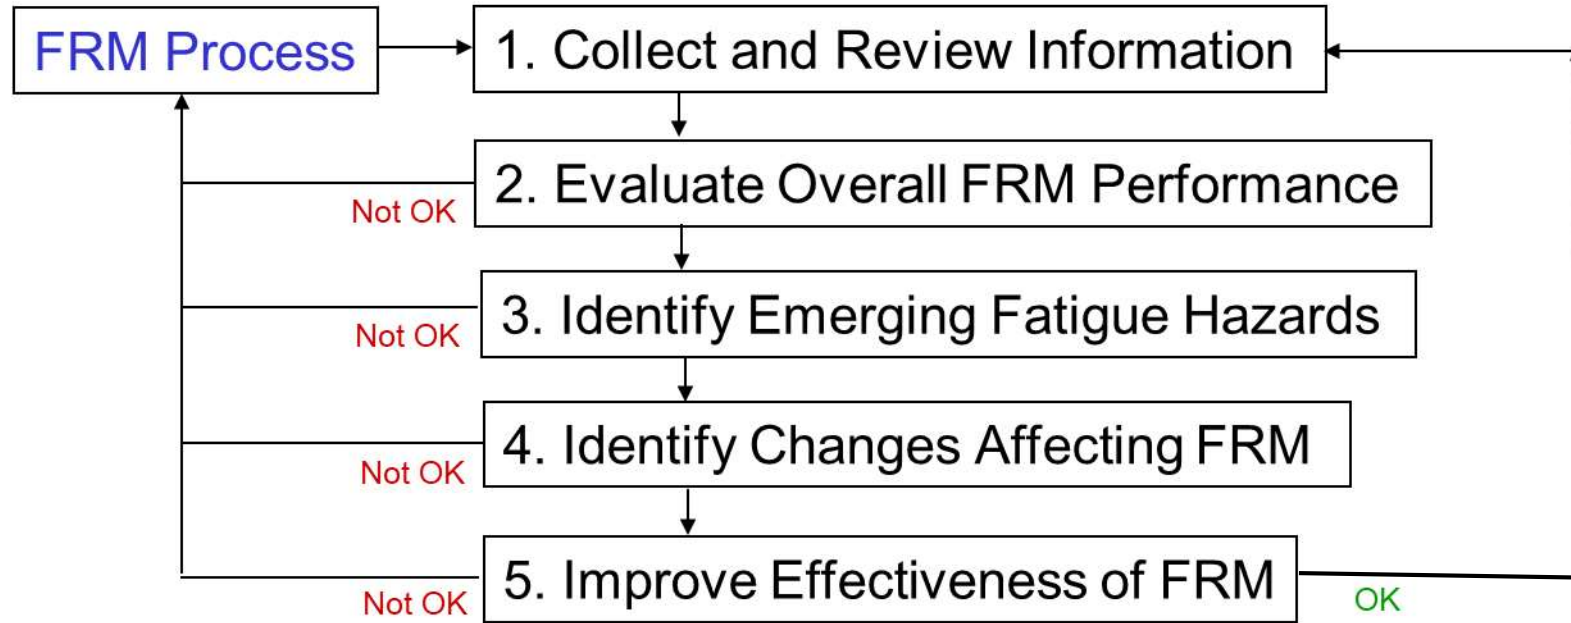 FRM Process
1. Collect and Review Information
2. Evaluate Overall FRM Performance
Not OK
3. Identify Emerging Fatigue Hazards
Not OK
4. Identify Changes Affecting FRM
Not OK
5. Improve Effectiveness of FRM
Not OK
OK